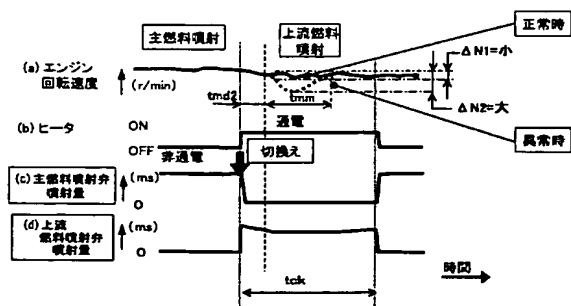 主燃料噴射
上流燃料
噴射
正常時
(a) エンジン
回転速度
(r/min)
Δ N1=小
tmd2
tmm
Δ N2=大
(b) ヒータ
ON
通電
OFF
非通電
切換え
異常時
(c) 主燃料噴射弁
噴射量
(ms)
0
(d) 上流
燃料噴射弁
噴射量
(ms)
0
tck
時間